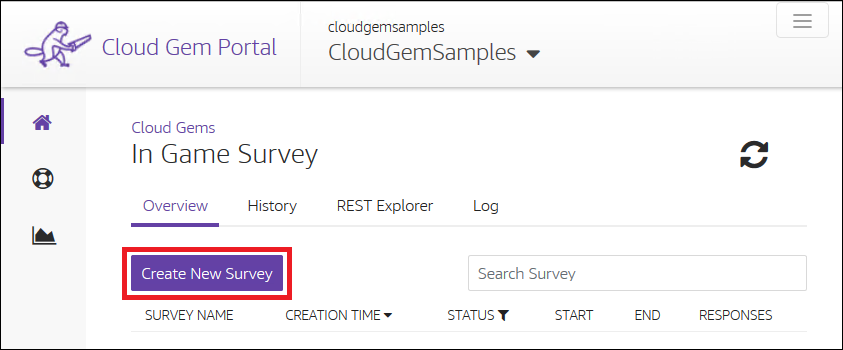 Cloud Gem Portal
cloudgemsamples
CloudGemSamples
Cloud Gems
In Game Survey
Overview History REST Explorer Log
Create New Survey Search Survey
SURVEY NAME CREATION TIME STATUS START END RESPONSES